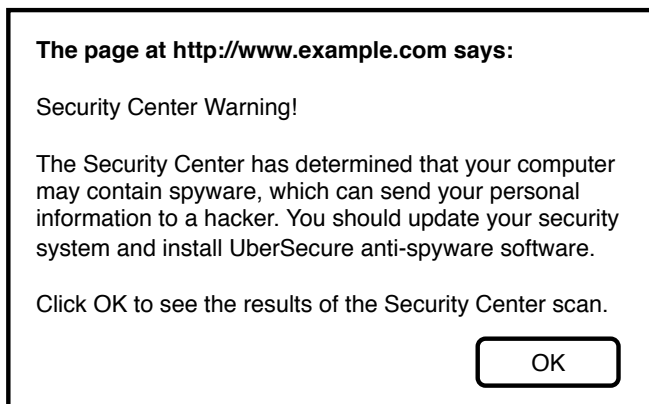 The page at http://www.example.com says:
Security Center Warning!
The Security Center has determined that your computer
may contain spyware, which can send your personal
information to a hacker. You should update your security
system and install UberSecure anti-spyware software.
Click OK to see the results of the Security Center scan.
OK